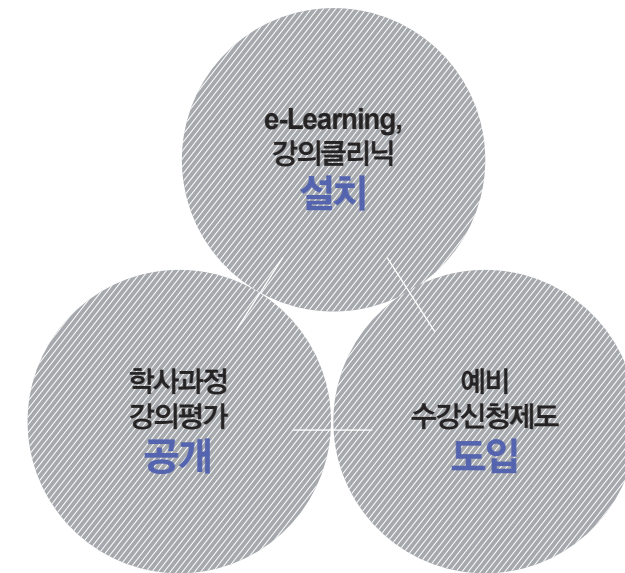 e-Learning,
강의클리닉
설치
학사과정
강의평가
공개
예비
수강신청제도
도입